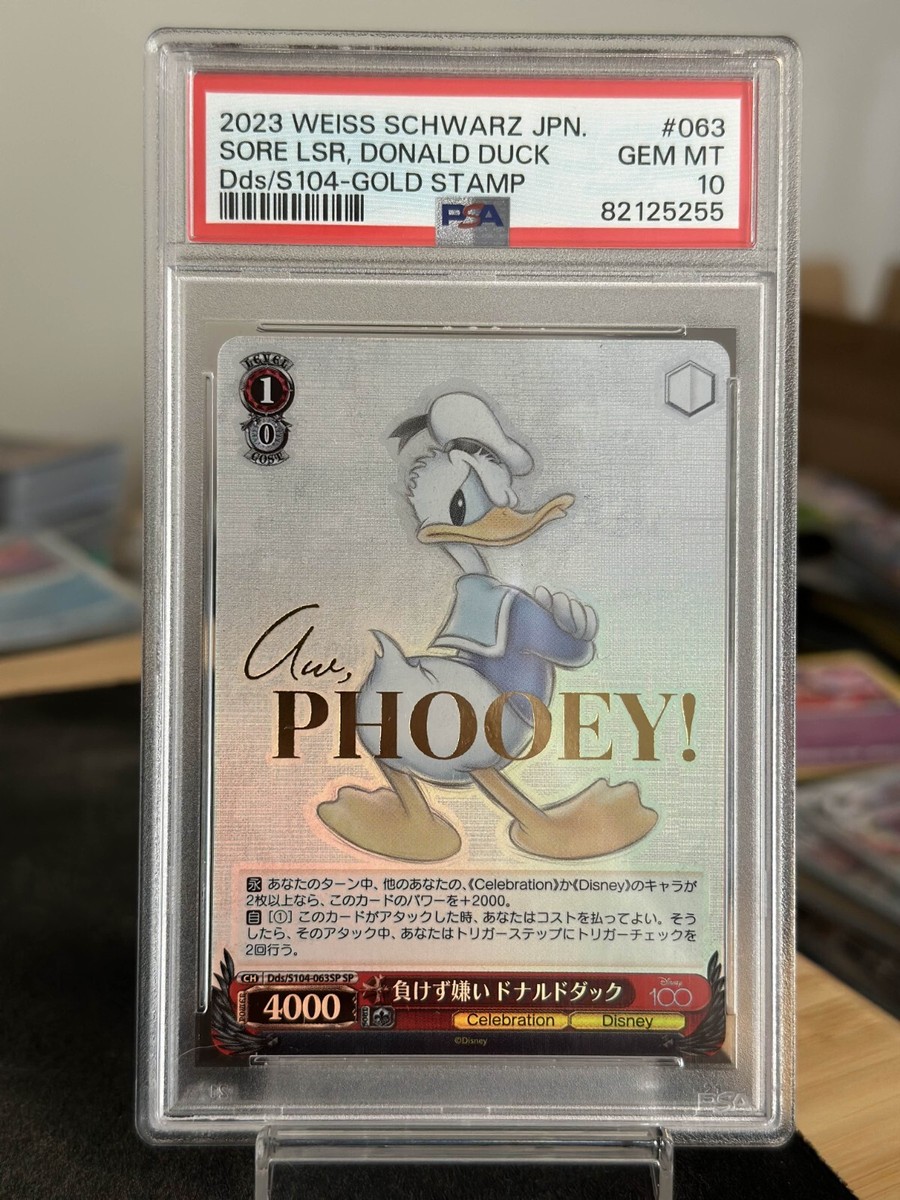 2023 WEISS SCHWARZ JPN.
#063
SORE LSR, DONALD DUCK
GEM MT
Dds/S104-GOLD STAMP
10
PSA
82125255
LEVEL
1
0
COST
Aw,
PHOOEY!
永 あなたのターン中、他のあなたの、《Celebration》か《Disney》のキャラが
2枚以上なら、このカードのパワーを+2000。
自 [①] このカードがアタックした時、あなたはコストを払ってよい。そう
したら、そのアタック中、あなたはトリガーステップにトリガーチェックを
2回行う。
CH Dds/S104-063SP SP
POWER 4000
SOUL
負けず嫌い ドナルドダック
Disney 100
Celebration
Disney
©Disney
PSA